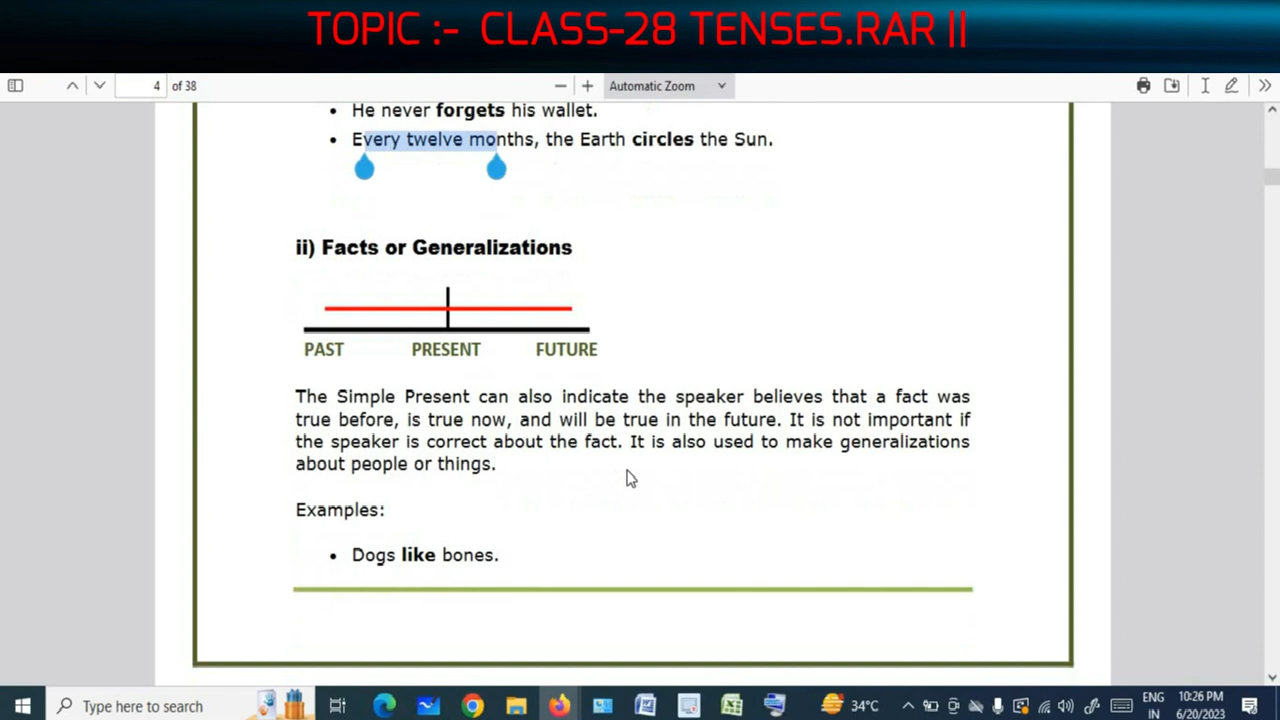 TOPIC :- CLASS-28 TENSES.RAR ||
4 of 38
Automatic Zoom
• He never forgets his wallet.
• Every twelve months, the Earth circles the Sun.
ii) Facts or Generalizations
PAST PRESENT FUTURE
The Simple Present can also indicate the speaker believes that a fact was
true before, is true now, and will be true in the future. It is not important if
the speaker is correct about the fact. It is also used to make generalizations
about people or things.
Examples:
• Dogs like bones.
Type here to search
34°C
ENG
IN
10:26 PM
6/20/2023